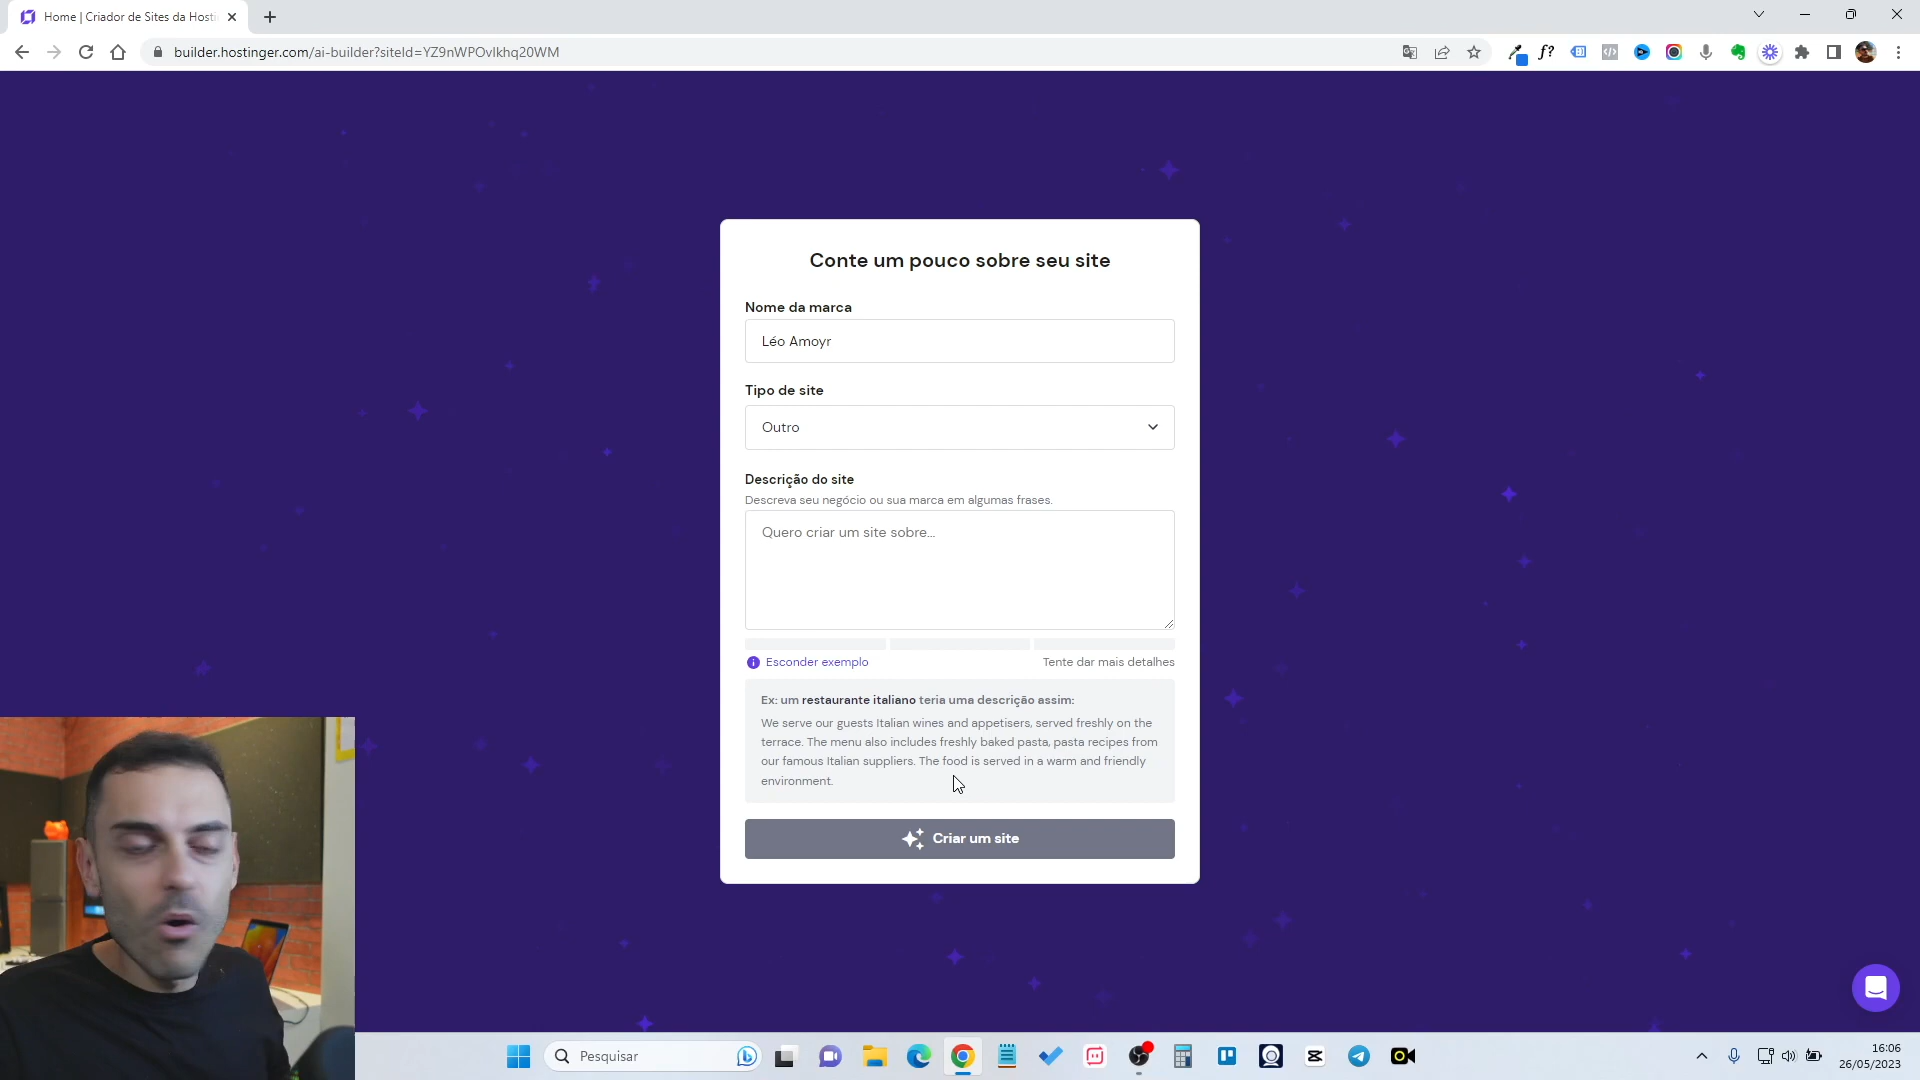 Home | Criador de Sites da Hosti
builder.hostinger.com/ai-builder?siteId=YZ9nWPOvlkhq20WM
f?
Conte um pouco sobre seu site
Nome da marca
Léo Amoyr
Tipo de site
Outro
Descrição do site
Descreva seu negócio ou sua marca em algumas frases.
Quero criar um site sobre...
Esconder exemplo
Tente dar mais detalhes
Ex: um restaurante italiano teria uma descrição assim:
We serve our guests Italian wines and appetisers, served freshly on the
terrace. The menu also includes freshly baked pasta, pasta recipes from
our famous Italian suppliers. The food is served in a warm and friendly
environment.
Criar um site
Pesquisar
16:06
26/05/2023